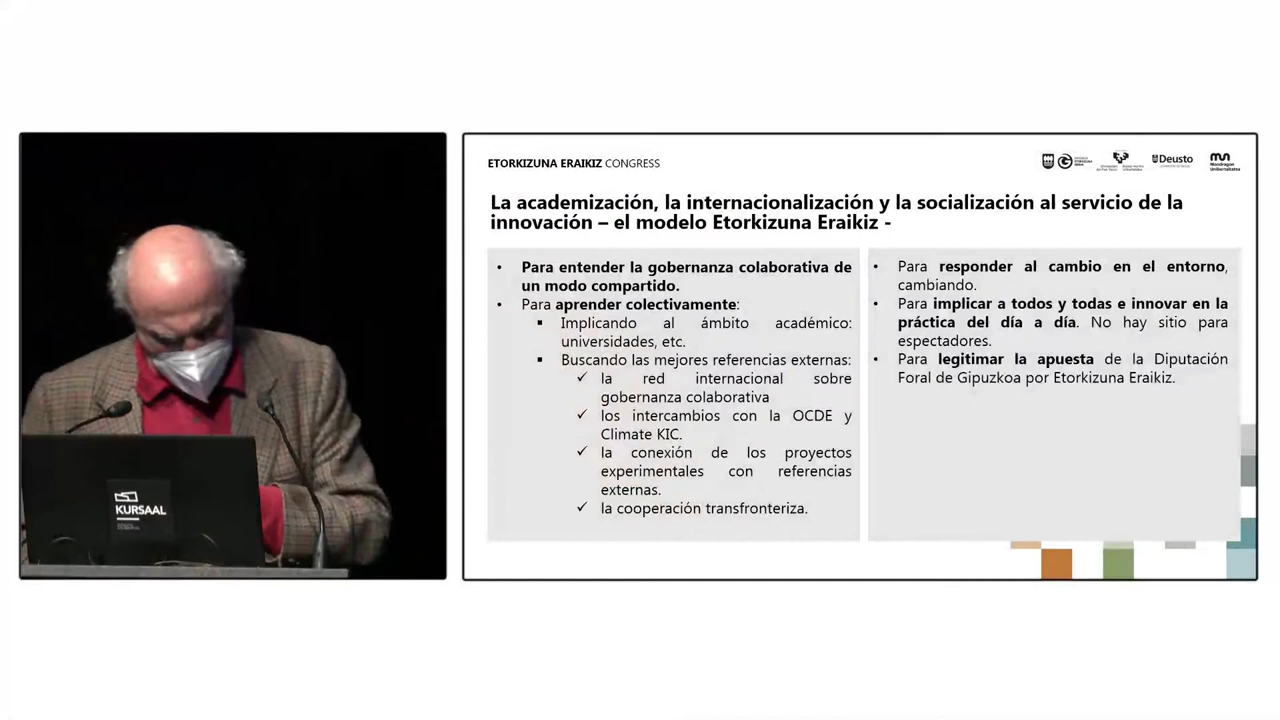 KURSAAL
ETORKIZUNA ERAIKIZ CONGRESS
Deusto
Mondragon
Unibertsitatea
La academización, la internacionalización y la socialización al servicio de la
innovación – el modelo Etorkizuna Eraikiz -
• Para entender la gobernanza colaborativa de
un modo compartido.
• Para aprender colectivamente:
▪ Implicando al ámbito académico:
universidades, etc.
▪ Buscando las mejores referencias externas:
✓ la red internacional sobre
gobernanza colaborativa
✓ los intercambios con la OCDE y
Climate KIC.
✓ la conexión de los proyectos
experimentales con referencias
externas.
✓ la cooperación transfronteriza.
• Para responder al cambio en el entorno,
cambiando.
• Para implicar a todos y todas e innovar en la
práctica del día a día. No hay sitio para
espectadores.
• Para legitimar la apuesta de la Diputación
Foral de Gipuzkoa por Etorkizuna Eraikiz.